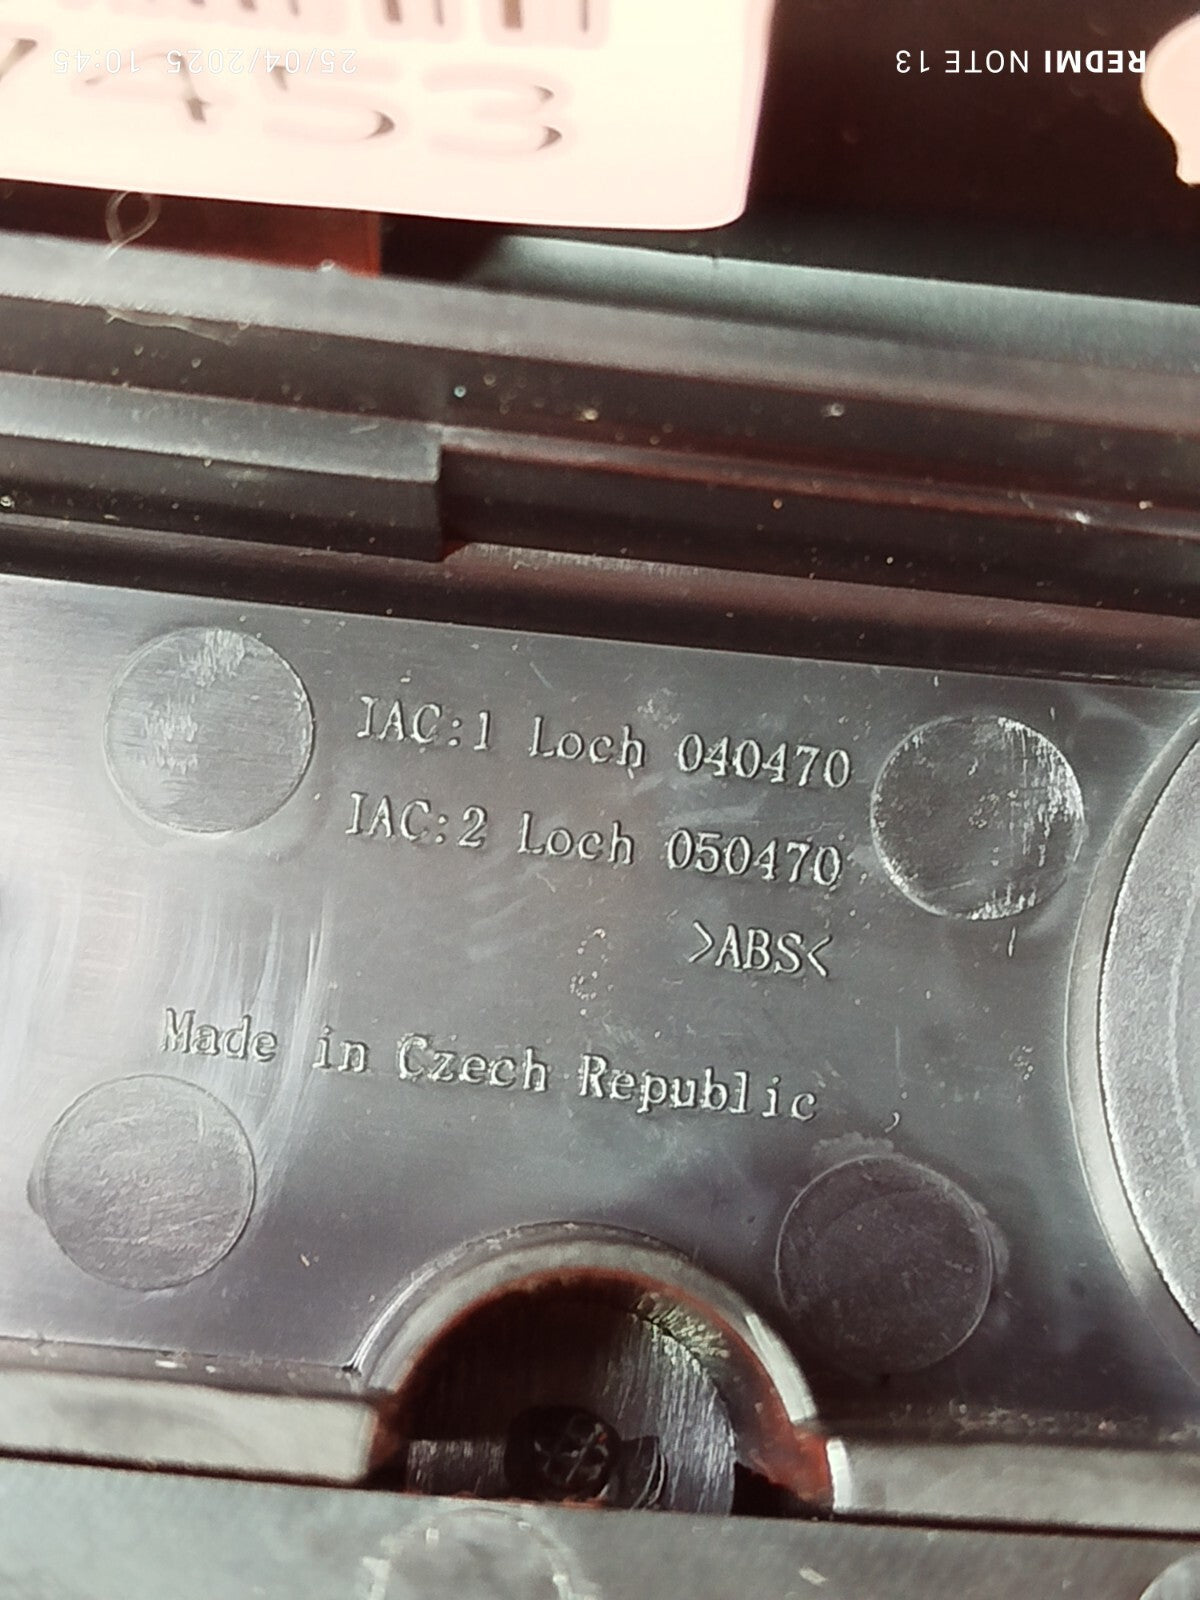 7453
25/04/2025 10:45
REDMI NOTE 13
IAC:1 Loch 040470
IAC:2 Loch 050470
>ABS<
Made in Czech Republic